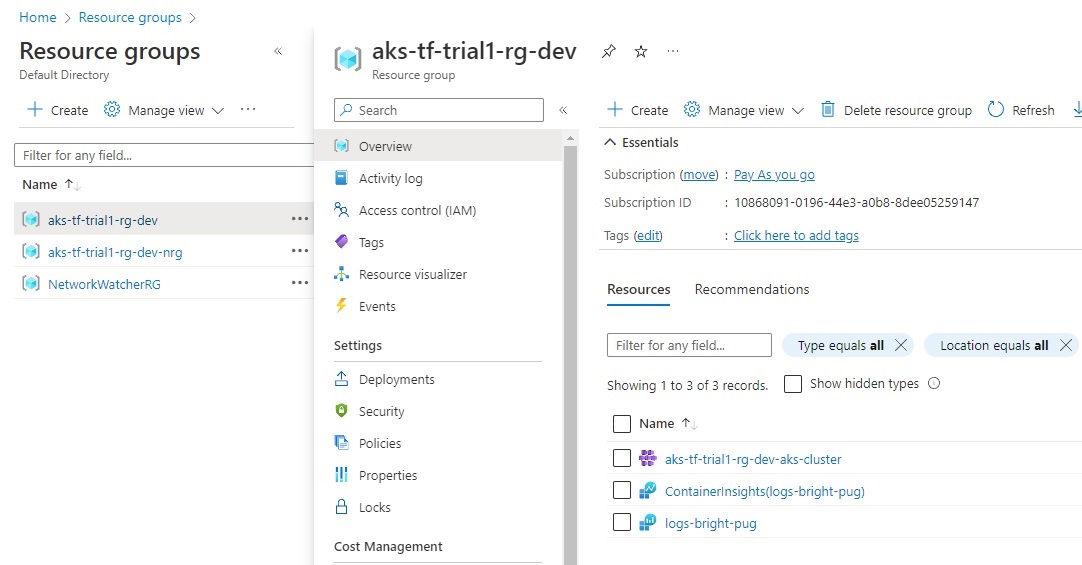 Home > Resource groups >
Resource groups
Default Directory
+ Create Manage view ...
Filter for any field...
Name ↑↓
aks-tf-trial1-rg-dev ...
aks-tf-trial1-rg-dev-nrg ...
NetworkWatcherRG ...
aks-tf-trial1-rg-dev ...
Resource group
Search «
Overview
Activity log
Access control (IAM)
Tags
Resource visualizer
Events
Settings
Deployments
Security
Policies
Properties
Locks
Cost Management
+ Create Manage view Delete resource group Refresh
Essentials
Subscription (move) : Pay As you go
Subscription ID : 10868091-0196-44e3-a0b8-8dee05259147
Tags (edit) : Click here to add tags
Resources Recommendations
Filter for any field... Type equals all Location equals all
Showing 1 to 3 of 3 records. Show hidden types
Name ↑↓
aks-tf-trial1-rg-dev-aks-cluster
ContainerInsights(logs-bright-pug)
logs-bright-pug